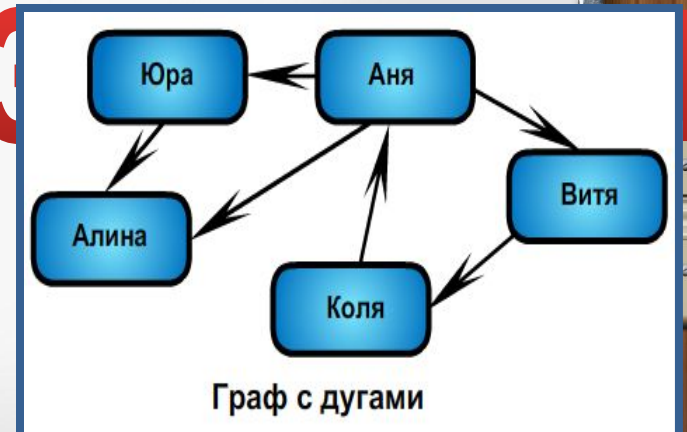 Юра
Аня
Витя
Алина
Коля
Граф с дугами